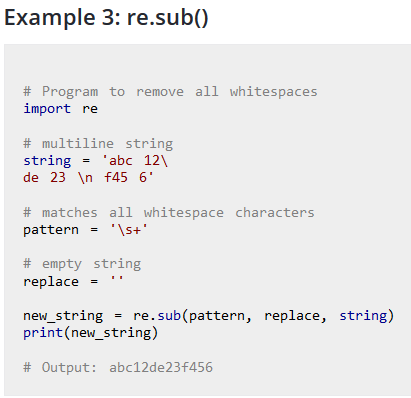 Example 3: re.sub()
# Program to remove all whitespaces
import re
# multiline string
string = 'abc 12\
de 23 \n f45 6'
# matches all whitespace characters
pattern = '\s+'
# empty string
replace = ''
new_string = re.sub(pattern, replace, string)
print(new_string)
# Output: abc12de23f456